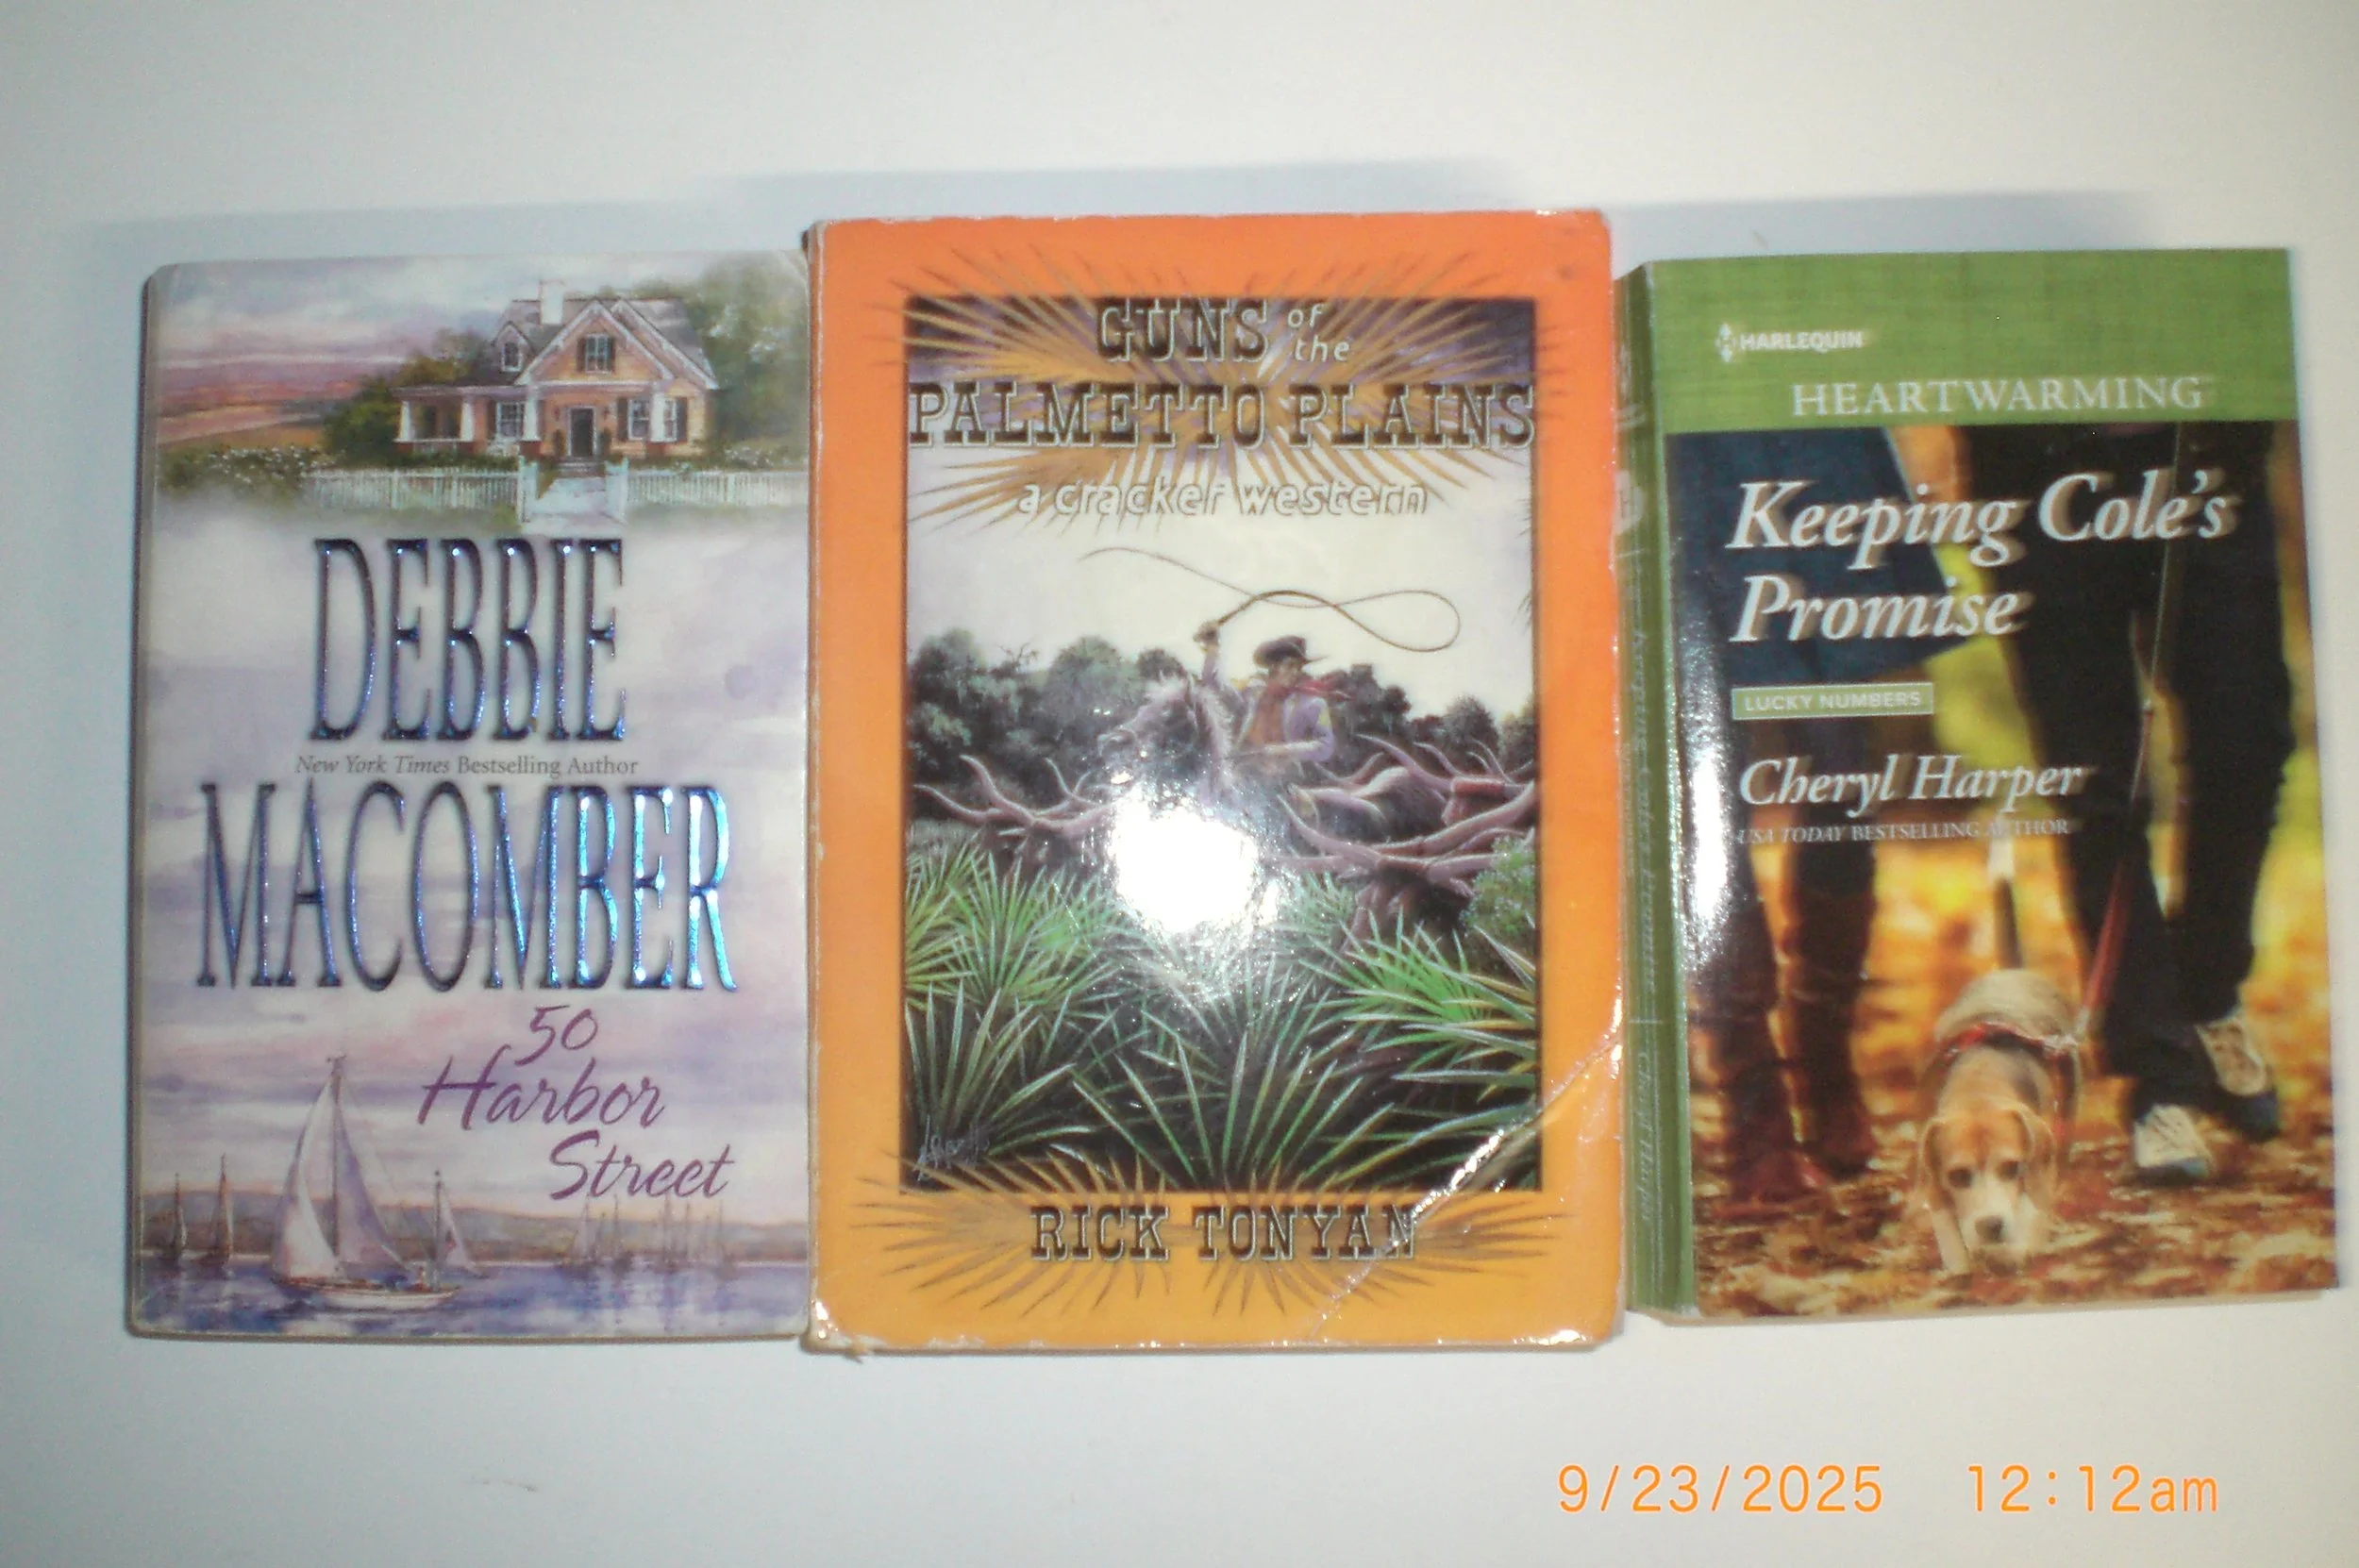 DEBBIE
New York Times Bestselling Author
MACOMBER
50
Harbor
Street
GUNS of the
PALMETTO PLAINS
a cracker western
RICK TONYAN
HARLEQUIN
HEARTWARMING
Keeping Cole's
Promise
LUCKY NUMBERS
Cheryl Harper
USA TODAY BESTSELLING AUTHOR
9/23/2025 12:12am